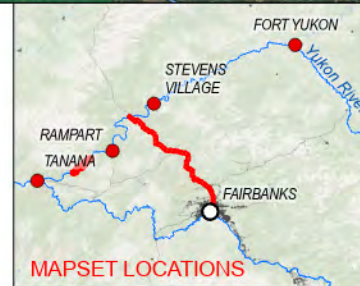 FORT YUKON
Yukon River
STEVENS
VILLAGE
RAMPART
TANANA
FAIRBANKS
MAPSET LOCATIONS